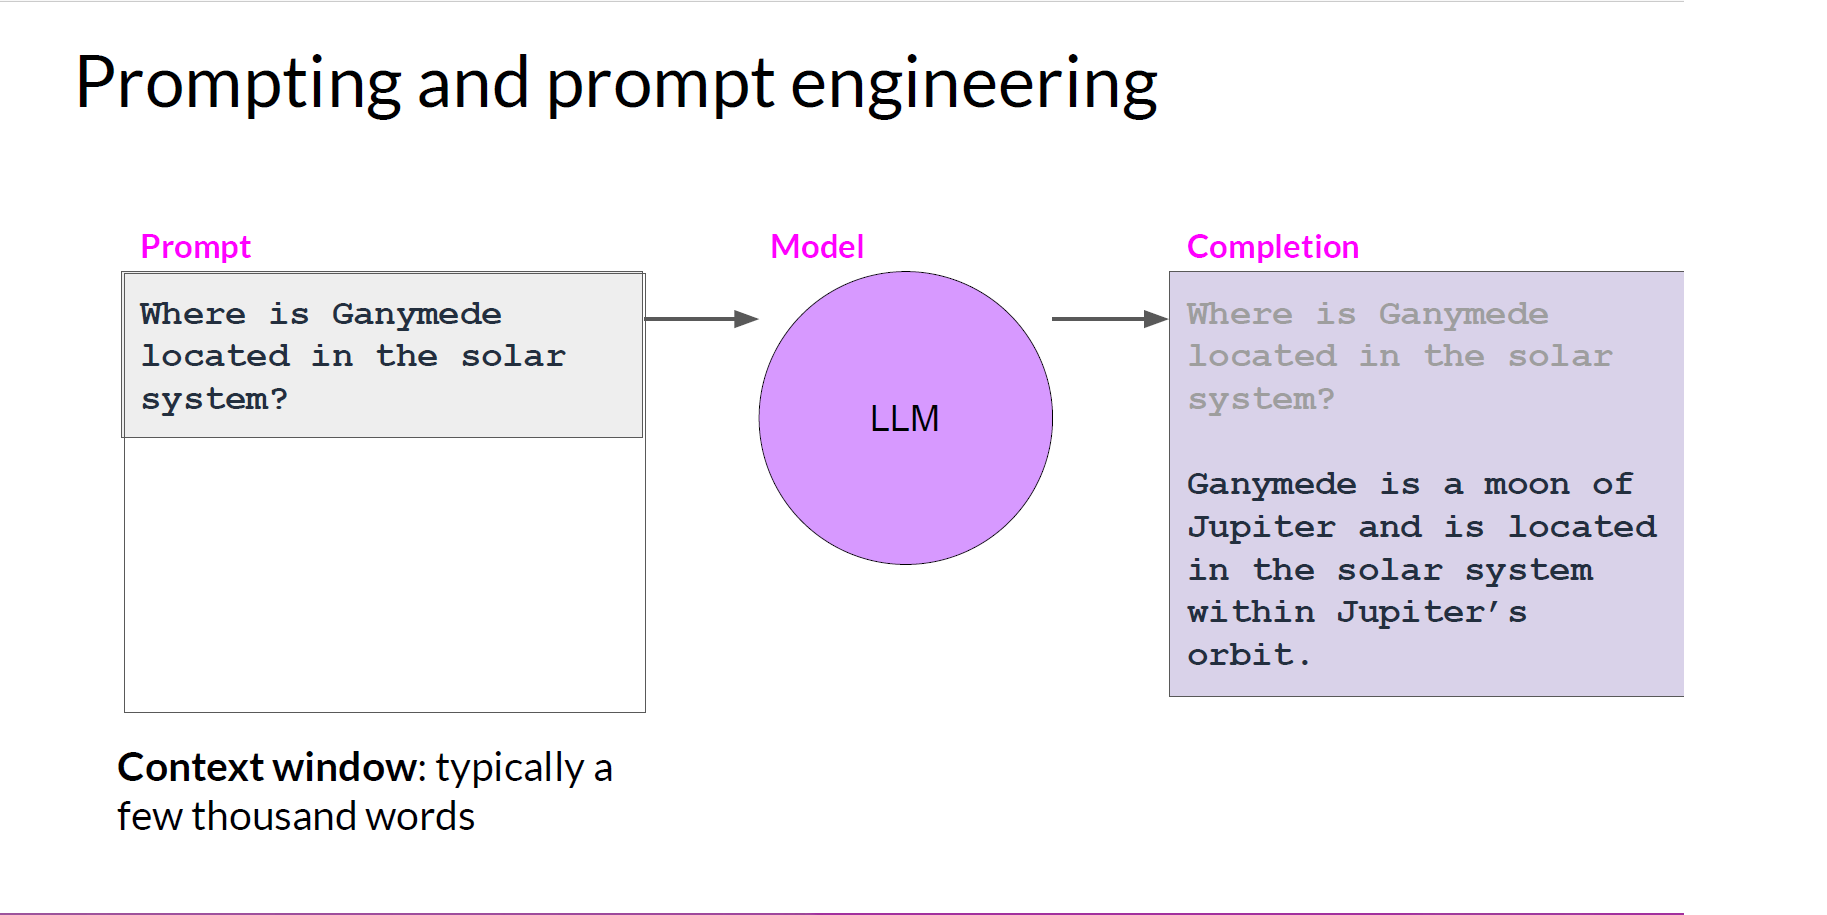 Prompting and prompt engineering
Prompt
Where is Ganymede
located in the solar
system?
Context window: typically a
few thousand words
Model
LLM
Completion
Where is Ganymede
located in the solar
system?
Ganymede is a moon of
Jupiter and is located
in the solar system
within Jupiter’s
orbit.